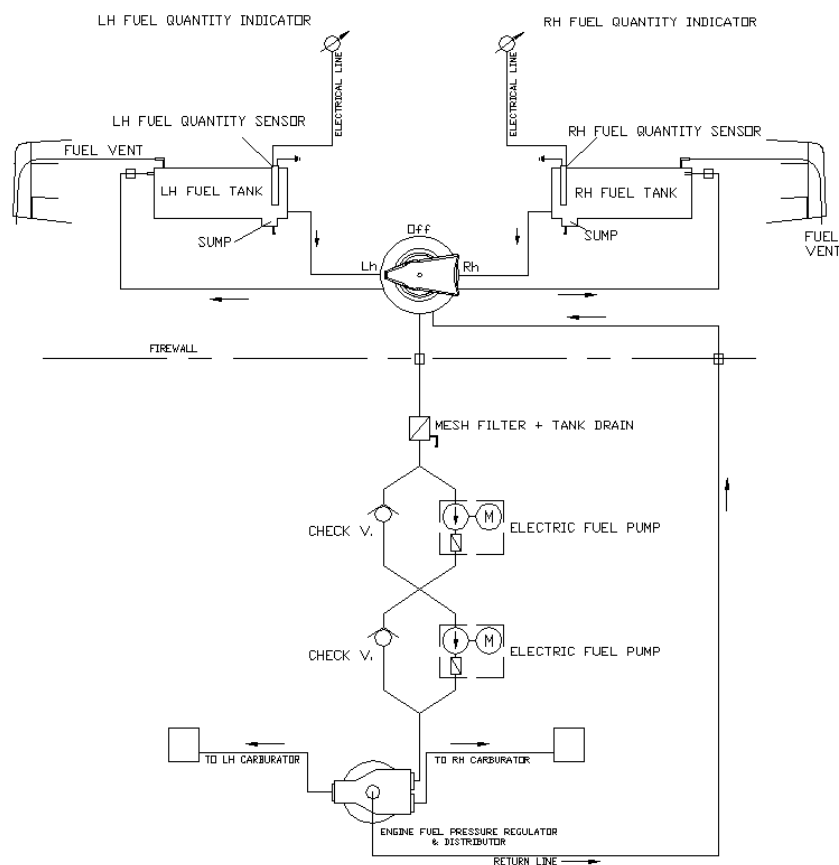 LH FUEL QUANTITY INDICATOR
RH FUEL QUANTITY INDICATOR
ELECTRICAL LINE
ELECTRICAL LINE
LH FUEL QUANTITY SENSOR
RH FUEL QUANTITY SENSOR
FUEL VENT
LH FUEL TANK
RH FUEL TANK
SUMP
SUMP
FUEL
VENT
Off
Lh
Rh
FIREWALL
MESH FILTER + TANK DRAIN
CHECK V.
M
ELECTRIC FUEL PUMP
CHECK V.
M
ELECTRIC FUEL PUMP
TO LH CARBURATOR
TO RH CARBURATOR
ENGINE FUEL PRESSURE REGULATOR
& DISTRIBUTOR
RETURN LINE